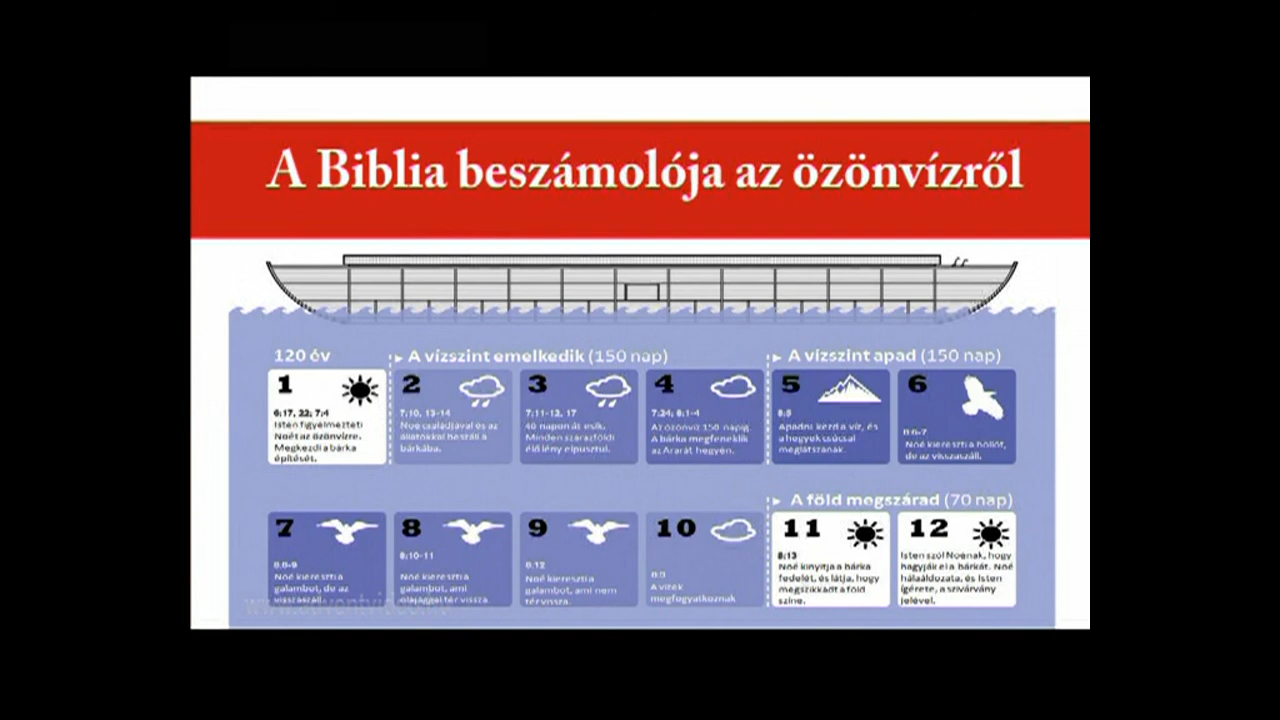 A Biblia beszámolója az özönvízről
120 év
A vízszint emelkedik (150 nap)
A vízszint apad (150 nap)
1
6:17, 22; 7:4
Isten figyelmezteti
Noét az özönvízre.
Megkezdi a bárka
építését.
2
7:10, 13-14
Noé családjával és az
állatokkal beszáll a
bárkába.
3
7:11-12, 17
40 napon át esik.
Minden szárazföldi
élőlény elpusztul.
4
7:24; 8:1-4
Az özönvíz 150 napig.
A bárka megfeneklik
az Ararát hegyén.
5
8:5
Apadni kezd a víz, és
a hegyek csúcsai
meglátszanak.
6
8:6-7
Noé kiereszti a hollót,
de az visszaszáll.
A föld megszárad (70 nap)
7
8:8-9
Noé kiereszti a
galambot, de az
visszaszáll.
8
8:10-11
Noé kiereszti a
galambot, ami
olajággal tér vissza.
9
8:12
Noé kiereszti a
galambot, ami nem
tér vissza.
10
A vizek
megfogyatkoznak
11
8:13
Noé kinyitja a bárka
fedelét, és látja, hogy
megszikkadt a föld
színe.
12
Isten szól Noénak, hogy
hagyják el a bárkát. Noé
hálaáldozata, és Isten
ígérete, a szivárvány
jelével.